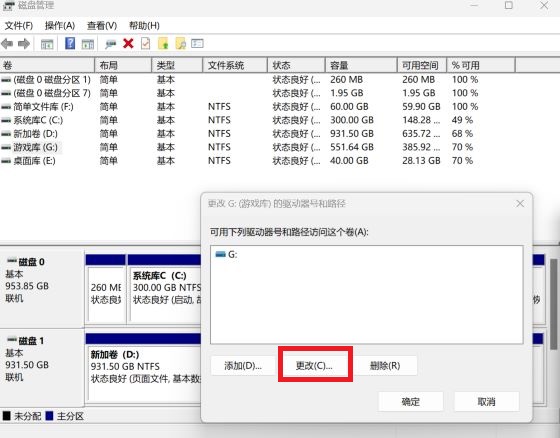 磁盘管理
文件(F) 操作(A) 查看(V) 帮助(H)
卷 布局 类型 文件系统 状态 容量 可用空间 % 可用
(磁盘 0 磁盘分区 1) 简单 基本 状态良好 (... 260 MB 260 MB 100 %
(磁盘 0 磁盘分区 7) 简单 基本 状态良好 (... 1.95 GB 1.95 GB 100 %
简单文件库 (F:) 简单 基本 NTFS 状态良好 (... 60.00 GB 59.90 GB 100 %
系统库C (C:) 简单 基本 NTFS 状态良好 (... 300.00 GB 148.28 ... 49 %
新加卷 (D:) 简单 基本 NTFS 状态良好 (... 931.50 GB 635.72 ... 68 %
游戏库 (G:) 简单 基本 NTFS 状态良好 (... 551.64 GB 385.92 ... 70 %
桌面库 (E:) 简单 基本 NTFS 状态良好 (... 40.00 GB 28.13 GB 70 %
更改 G: (游戏库) 的驱动器号和路径
可用下列驱动器号和路径访问这个卷(A):
G:
添加(D)... 更改(C)... 删除(R)
确定 取消
磁盘 0
基本
953.85 GB
联机
260 ME
状态良好
系统库C (C:)
300.00 GB NTFS
状态良好 (启动, 故
磁盘 1
基本
931.50 GB
联机
新加卷 (D:)
931.50 GB NTFS
状态良好 (页面文件, 基本数
未分配 主分区